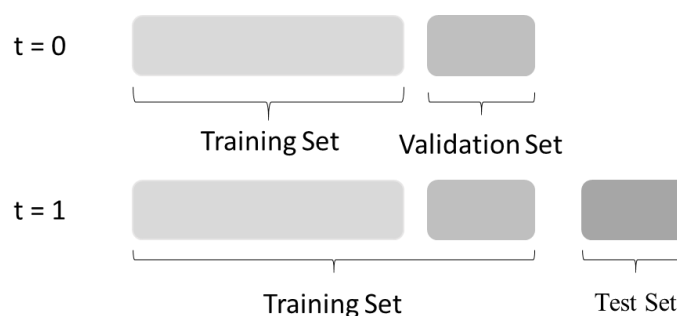 t = 0
Training Set
Validation Set
t = 1
Training Set
Test Set